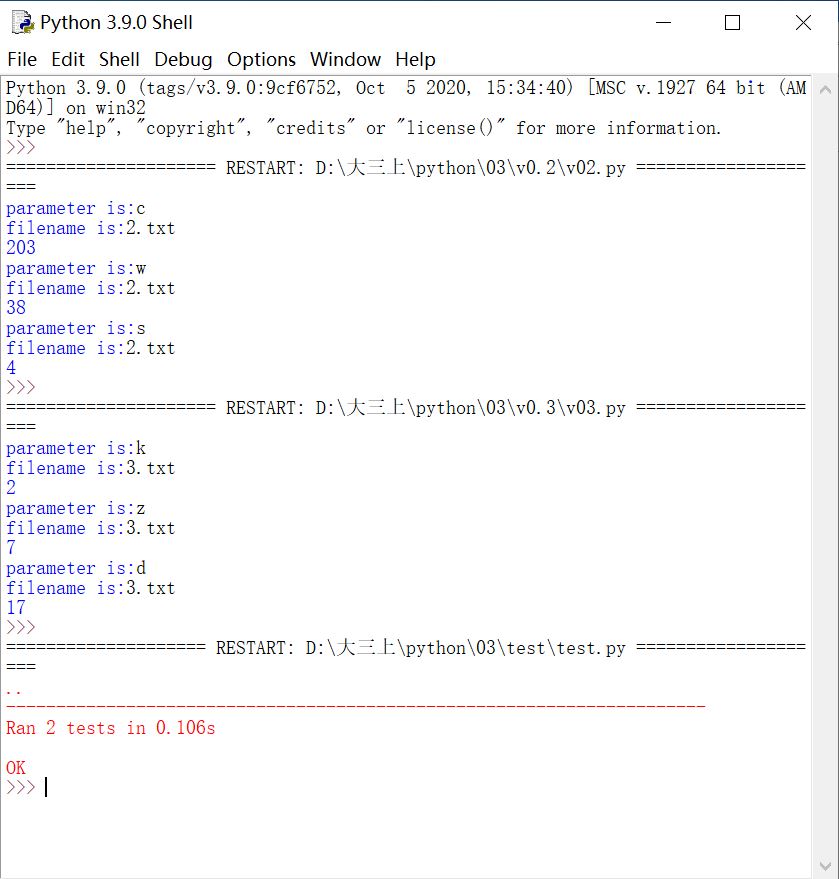 Python 3.9.0 Shell
File Edit Shell Debug Options Window Help
Python 3.9.0 (tags/v3.9.0:9cf6752, Oct  5 2020, 15:34:40) [MSC v.1927 64 bit (AM
D64)] on win32
Type "help", "copyright", "credits" or "license()" for more information.
>>>
===================== RESTART: D:\大三上\python\03\v0.2\v02.py =================
===
parameter is:c
filename is:2.txt
203
parameter is:w
filename is:2.txt
38
parameter is:s
filename is:2.txt
4
>>>
===================== RESTART: D:\大三上\python\03\v0.3\v03.py =================
===
parameter is:k
filename is:3.txt
2
parameter is:z
filename is:3.txt
7
parameter is:d
filename is:3.txt
17
>>>
==================== RESTART: D:\大三上\python\03\test\test.py =================
===
..
----------------------------------------------------------------------
Ran 2 tests in 0.106s
OK
>>>